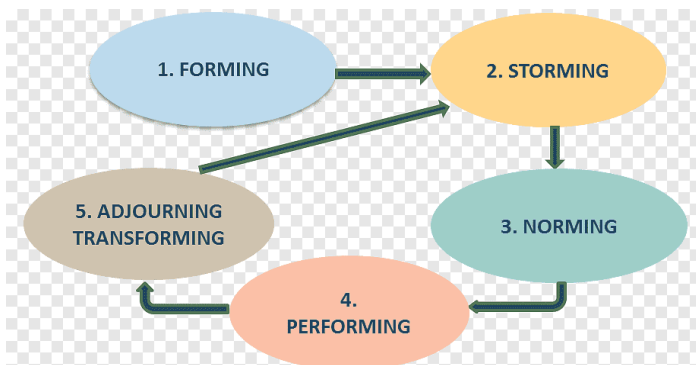 1. FORMING
2. STORMING
3. NORMING
4.
PERFORMING
5. ADJOURNING
TRANSFORMING